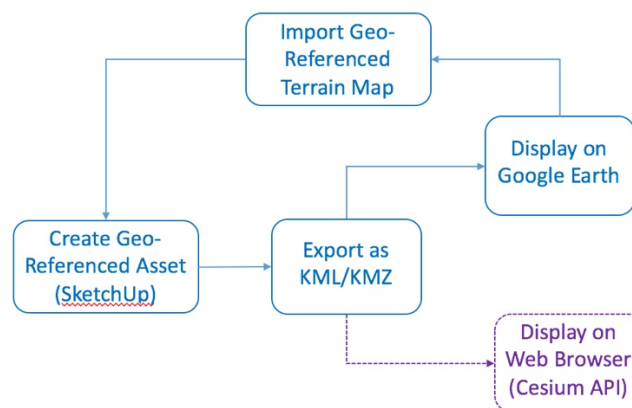 Import Geo-
Referenced
Terrain Map
Display on
Google Earth
Create Geo-
Referenced Asset
(SketchUp)
Export as
KML/KMZ
Display on
Web Browser
(Cesium API)